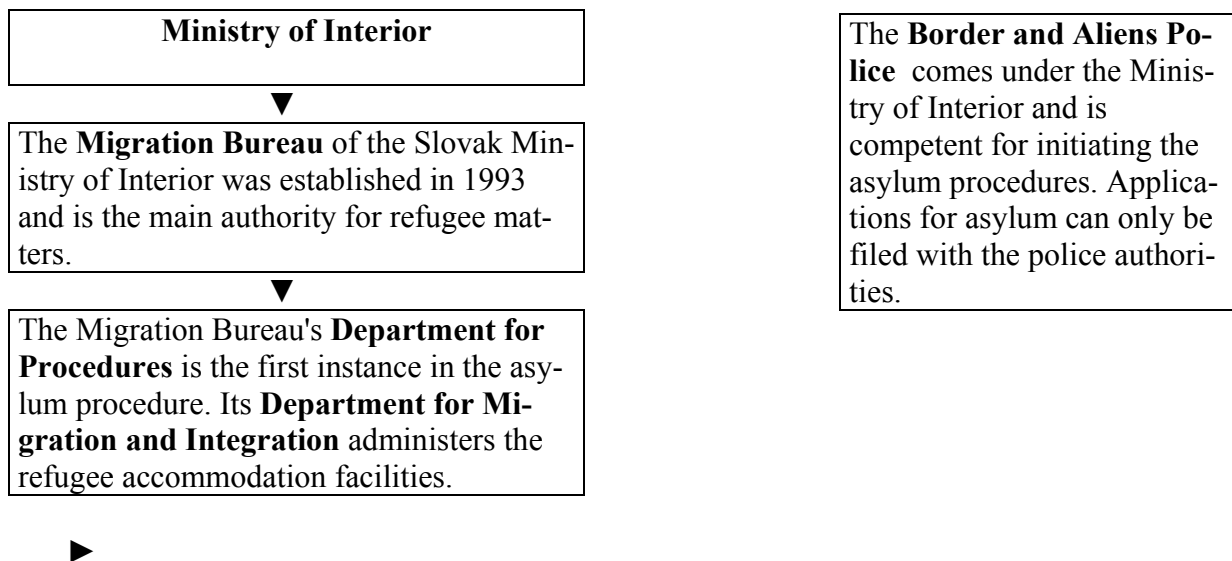 Ministry of Interior
▼
The Migration Bureau of the Slovak Min-
istry of Interior was established in 1993
and is the main authority for refugee mat-
ters.
▼
The Migration Bureau's Department for
Procedures is the first instance in the asy-
lum procedure. Its Department for Mi-
gration and Integration administers the
refugee accommodation facilities.
►
The Border and Aliens Po-
lice comes under the Minis-
try of Interior and is
competent for initiating the
asylum procedures. Applica-
tions for asylum can only be
filed with the police authori-
ties.